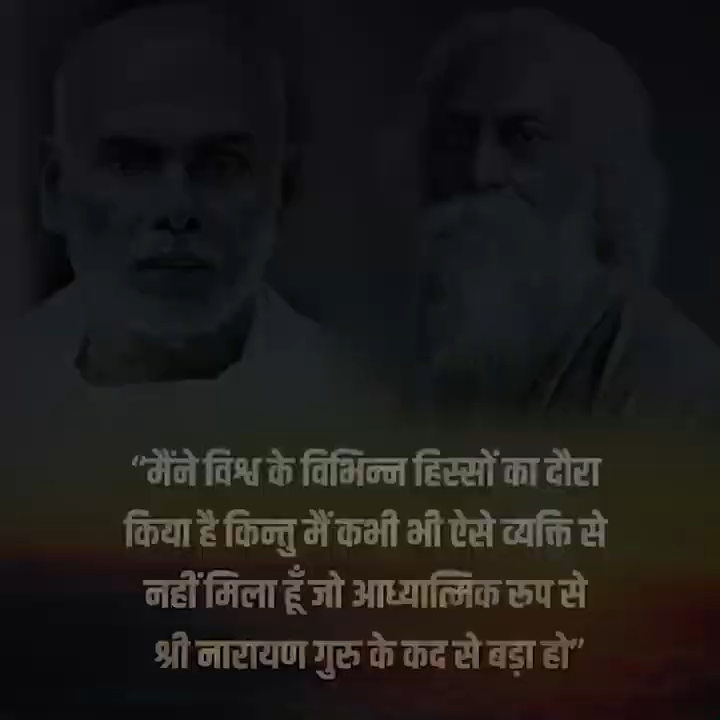 “मैंने विश्व के विभिन्न हिस्सों का दौरा
किया है किन्तु मैं कभी भी ऐसे व्यक्ति से
नहीं मिला हूँ जो आध्यात्मिक रूप से
श्री नारायण गुरु के कद से बड़ा हो”